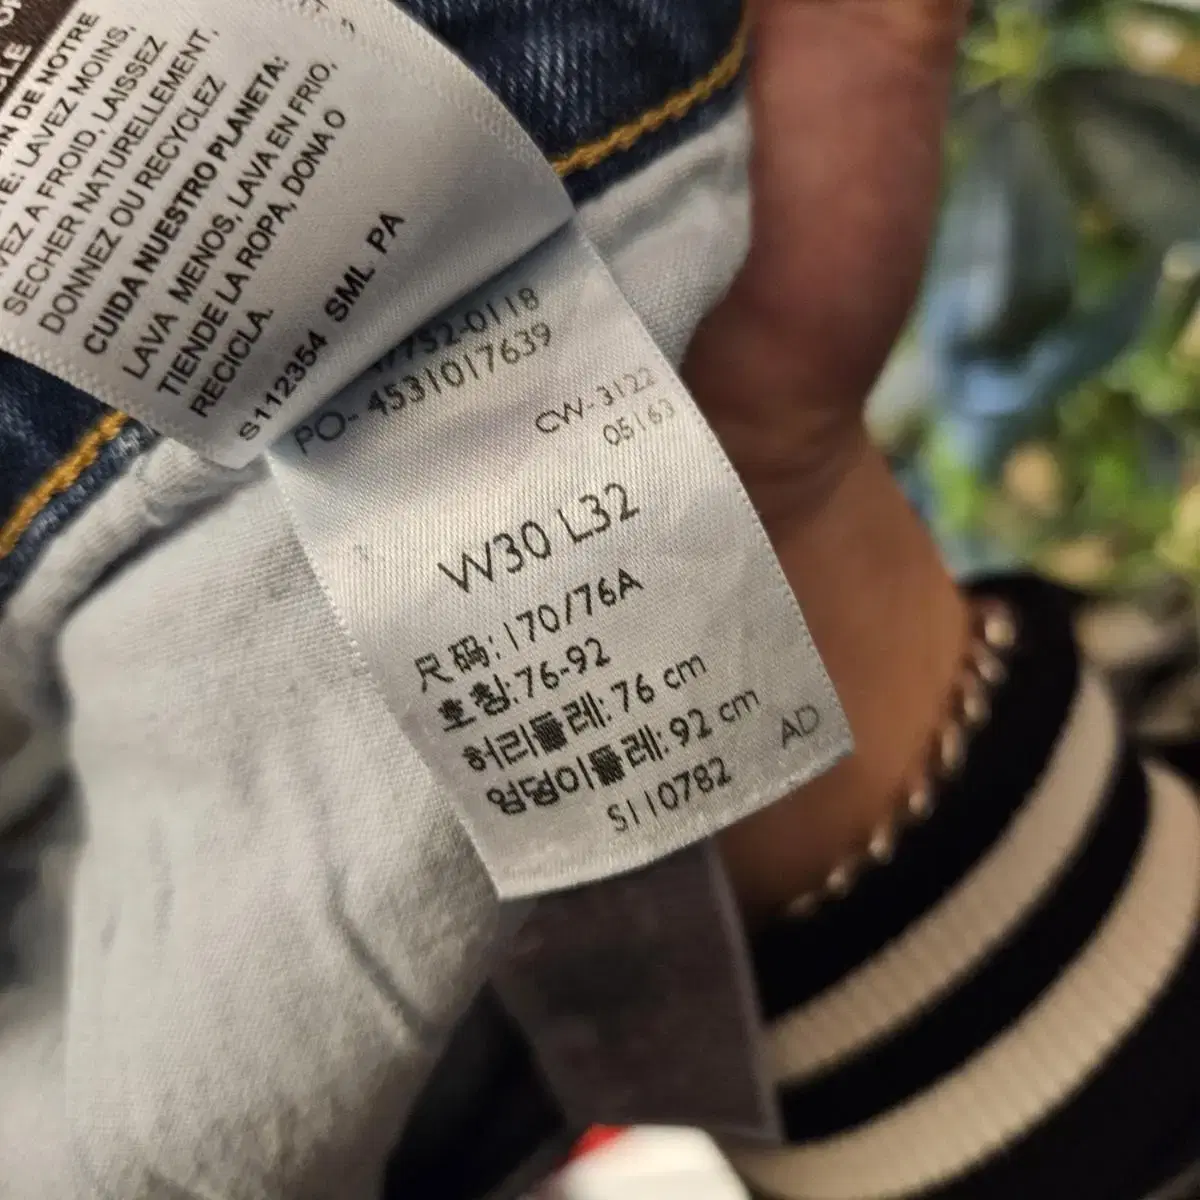 CLE
IN DE NOTRE
TE: LAVEZ MOINS,
VEZ A FROID, LAISSEZ
SECHER NATURELLEMENT,
DONNEZ OU RECYCLEZ
CUIDA NUESTRO PLANETA:
LAVA MENOS, LAVA EN FRIO,
TIENDE LA ROPA, DONA O
RECICLA.
S112354 SML PA
7752-0118
PO- 4531017639
CW-3122
05163
W30 L32
尺码: 170/76A
호칭: 76-92
허리둘레: 76 cm
엉덩이둘레: 92 cm
AD
S110782